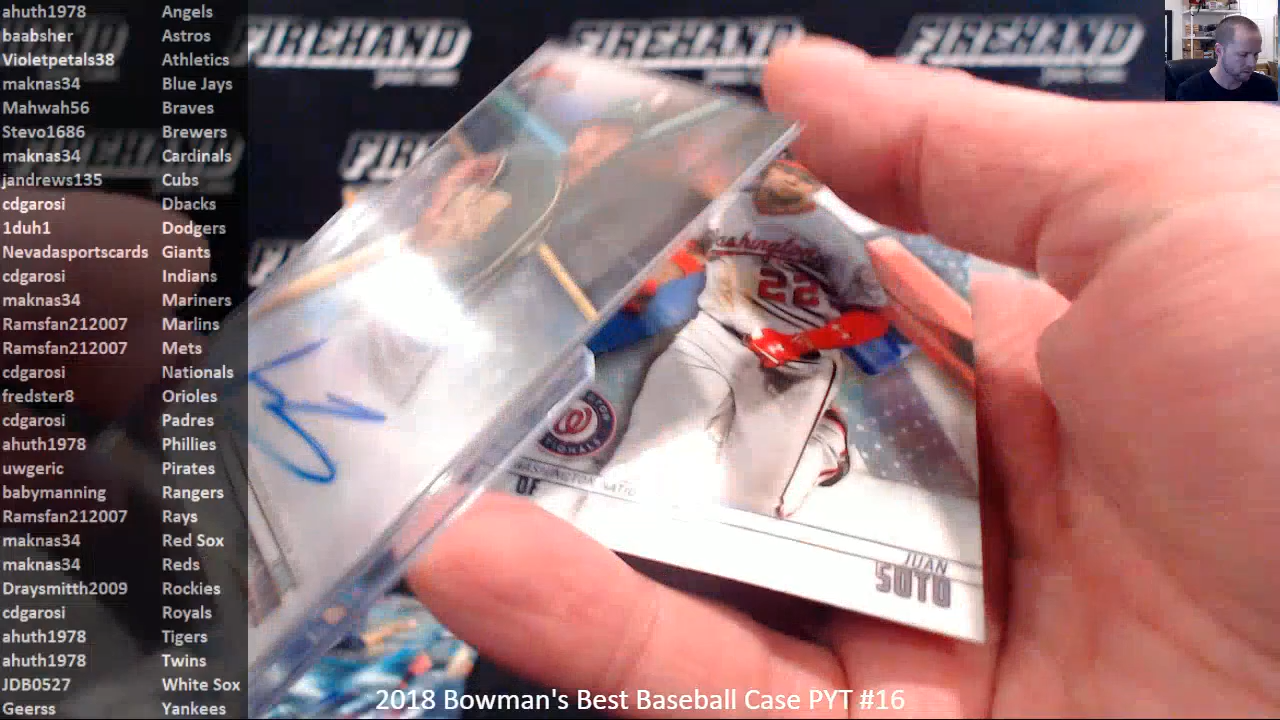 ahuth1978 Angels
baabsher Astros
Violetpetals38 Athletics
maknas34 Blue Jays
Mahwah56 Braves
Stevo1686 Brewers
maknas34 Cardinals
jandrews135 Cubs
cdgarosi Dbacks
1duh1 Dodgers
Nevadasportscards Giants
cdgarosi Indians
maknas34 Mariners
Ramsfan212007 Marlins
Ramsfan212007 Mets
cdgarosi Nationals
fredster8 Orioles
cdgarosi Padres
ahuth1978 Phillies
uwgeric Pirates
babymanning Rangers
Ramsfan212007 Rays
maknas34 Red Sox
maknas34 Reds
Draysmitth2009 Rockies
cdgarosi Royals
ahuth1978 Tigers
ahuth1978 Twins
JDB0527 White Sox
Geerss Yankees
FIREHAND
FIREHAND
FIREHAND
Washington
22
OF
JUAN
SOTO
2018 Bowman's Best Baseball Case PYT #16